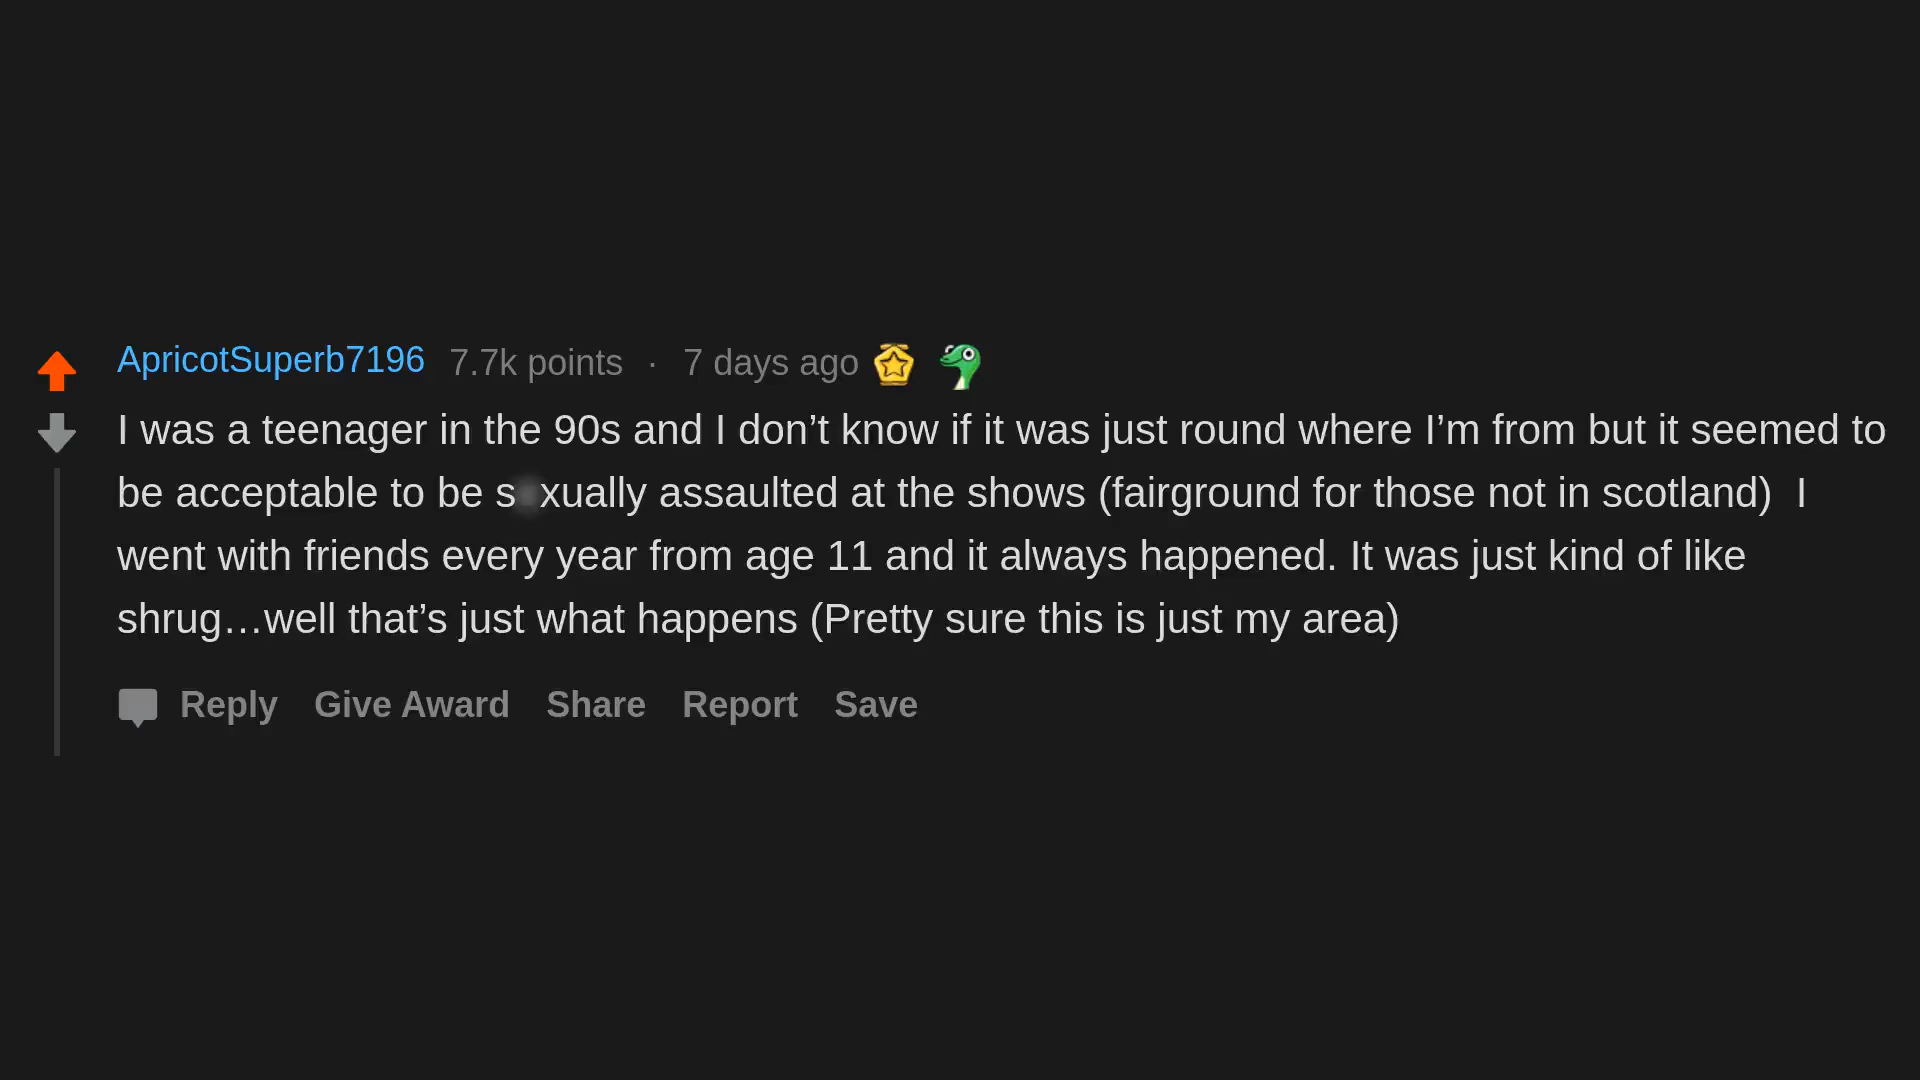 ApricotSuperb7196 7.7k points · 7 days ago
I was a teenager in the 90s and I don’t know if it was just round where I’m from but it seemed to
be acceptable to be s xually assaulted at the shows (fairground for those not in scotland) I
went with friends every year from age 11 and it always happened. It was just kind of like
shrug…well that’s just what happens (Pretty sure this is just my area)
Reply Give Award Share Report Save